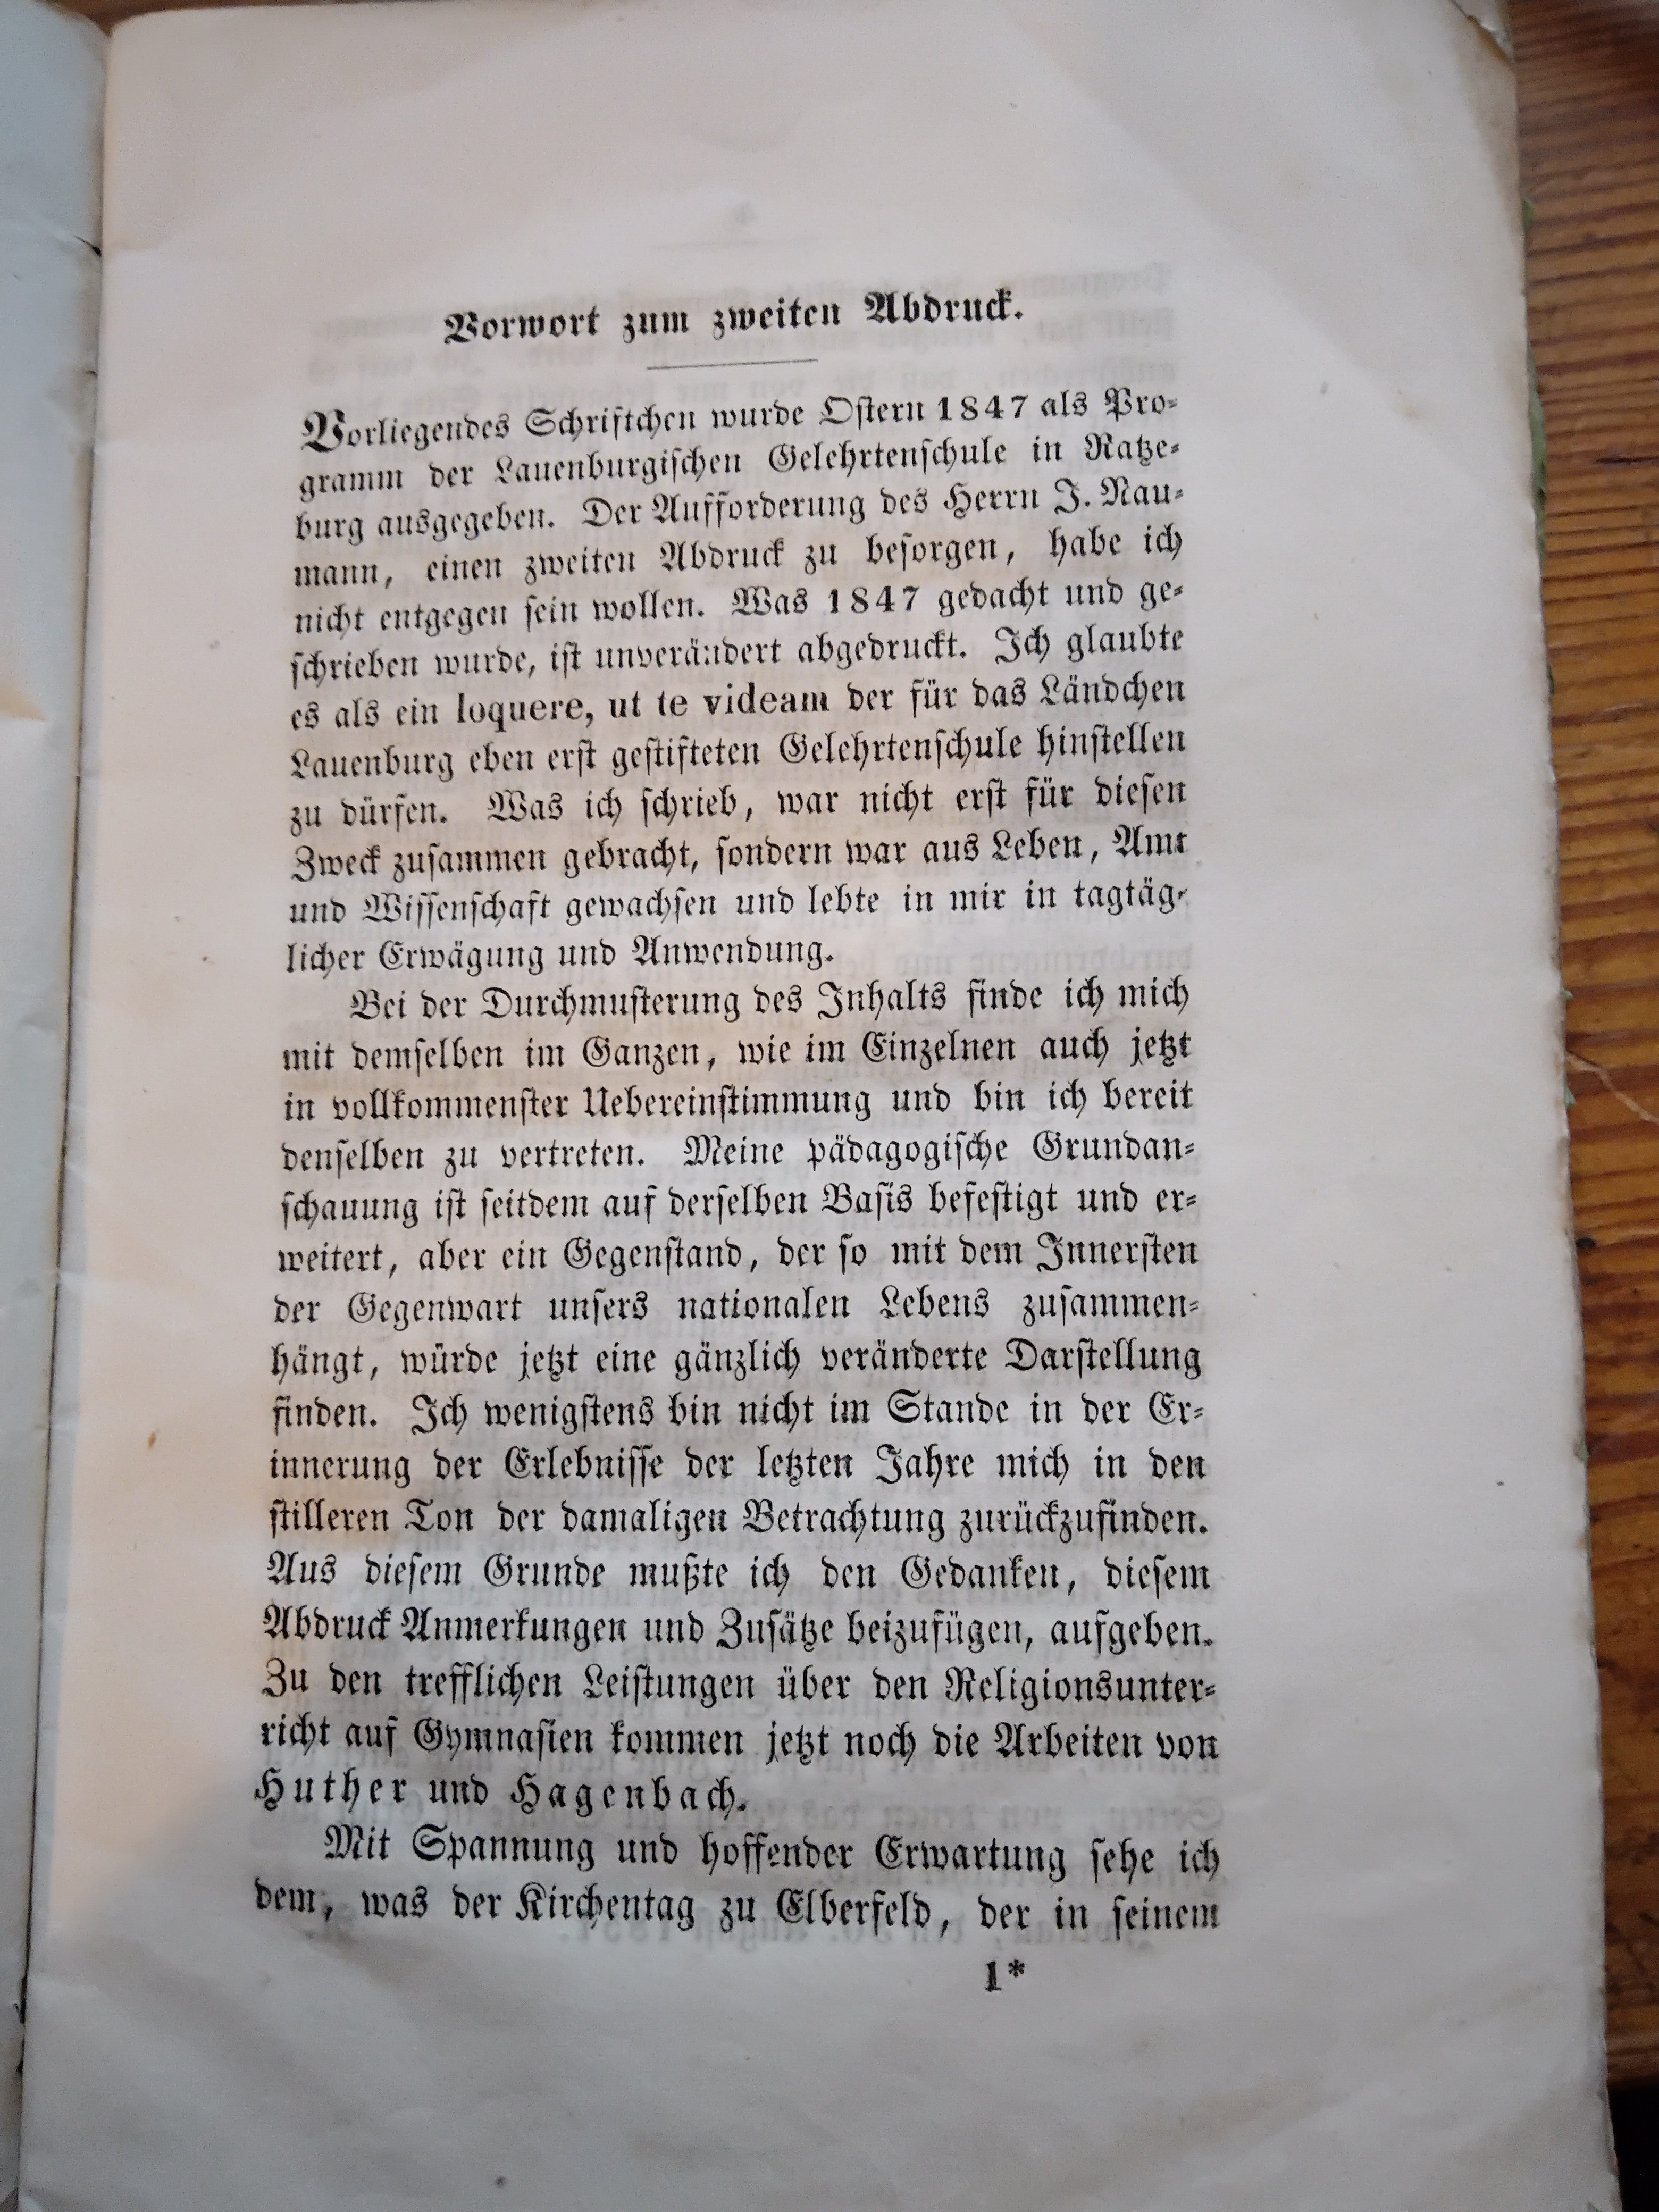 Vorwort zum zweiten Abdruck.
Vorliegendes Schriftchen wurde Ostern 1847 als Pro-
gramm der Lauenburgischen Gelehrtenschule in Ratze-
burg ausgegeben. Der Aufforderung des Herrn J. Nau-
mann, einen zweiten Abdruck zu besorgen, habe ich
nicht entgegen sein wollen. Was 1847 gedacht und ge-
schrieben wurde, ist unverändert abgedruckt. Ich glaubte
es als ein loquere, ut te videam der für das Ländchen
Lauenburg eben erst gestifteten Gelehrtenschule hinstellen
zu dürfen. Was ich schrieb, war nicht erst für diesen
Zweck zusammen gebracht, sondern war aus Leben, Amt
und Wissenschaft gewachsen und lebte in mir in tagtäg-
licher Erwägung und Anwendung.
Bei der Durchmusterung des Inhalts finde ich mich
mit demselben im Ganzen, wie im Einzelnen auch jetzt
in vollkommenster Uebereinstimmung und bin ich bereit
denselben zu vertreten. Meine pädagogische Grundan-
schauung ist seitdem auf derselben Basis befestigt und er-
weitert, aber ein Gegenstand, der so mit dem Innersten
der Gegenwart unsers nationalen Lebens zusammen-
hängt, würde jetzt eine gänzlich veränderte Darstellung
finden. Ich wenigstens bin nicht im Stande in der Er-
innerung der Erlebnisse der letzten Jahre mich in den
stilleren Ton der damaligen Betrachtung zurückzufinden.
Aus diesem Grunde mußte ich den Gedanken, diesem
Abdruck Anmerkungen und Zusätze beizufügen, aufgeben.
Zu den trefflichen Leistungen über den Religionsunter-
richt auf Gymnasien kommen jetzt noch die Arbeiten von
Huther und Hagenbach.
Mit Spannung und hoffender Erwartung sehe ich
dem, was der Kirchentag zu Elberfeld, der in seinem
1*